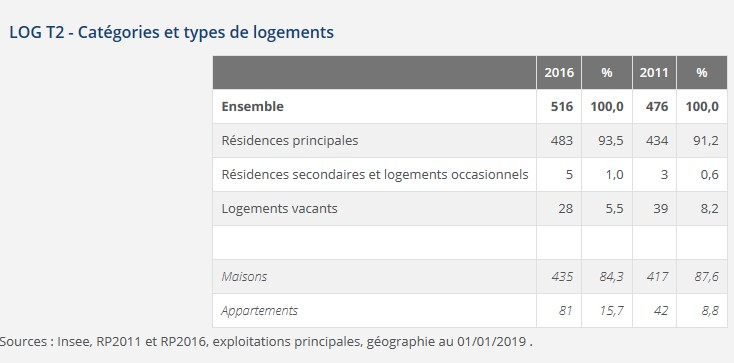 LOG T2 - Catégories et types de logements
2016 % 2011 %
Ensemble 516 100,0 476 100,0
Résidences principales 483 93,5 434 91,2
Résidences secondaires et logements occasionnels 5 1,0 3 0,6
Logements vacants 28 5,5 39 8,2
Maisons 435 84,3 417 87,6
Appartements 81 15,7 42 8,8
Sources : Insee, RP2011 et RP2016, exploitations principales, géographie au 01/01/2019 .